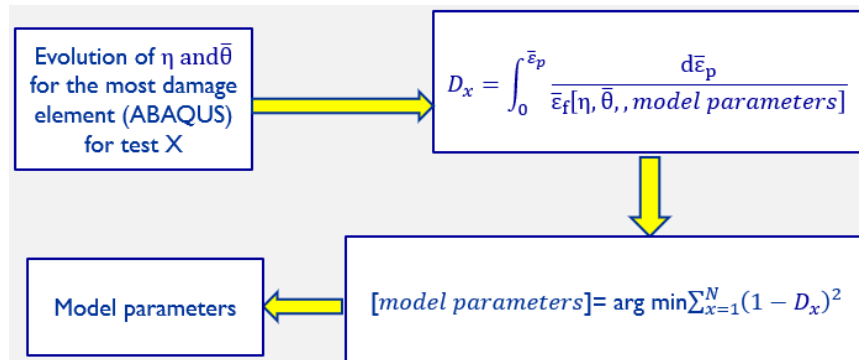 Evolution of η and θ̄
for the most damage
element (ABAQUS)
for test X
D_x = ∫_0^{ε̄_p} dε̄_p / ε̄_f[η, θ̄, , model parameters]
[model parameters]= arg min∑_{x=1}^{N}(1 − D_x)^2
Model parameters